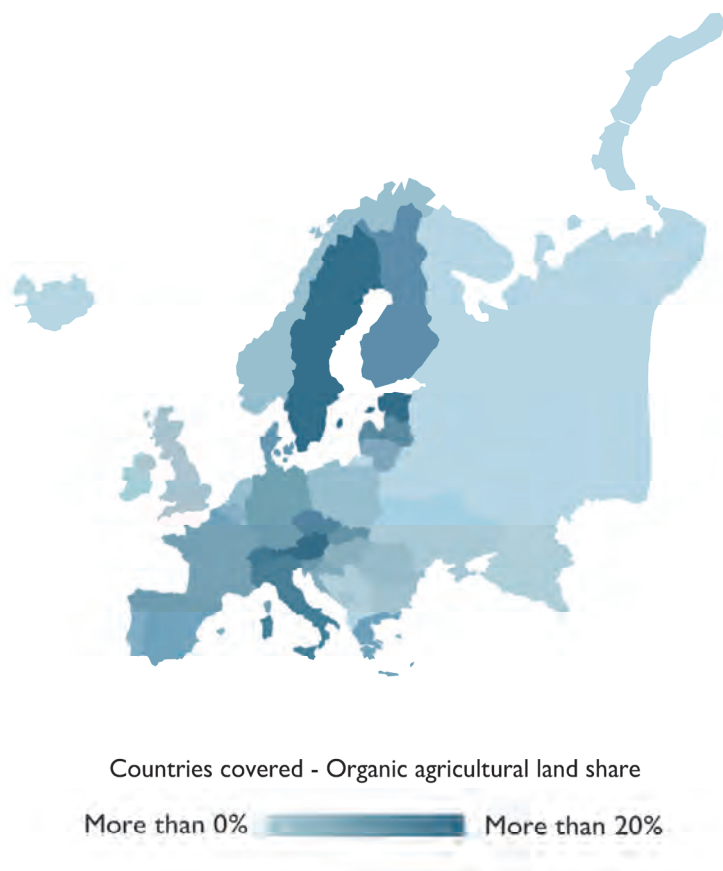 Countries covered - Organic agricultural land share
More than 0% More than 20%